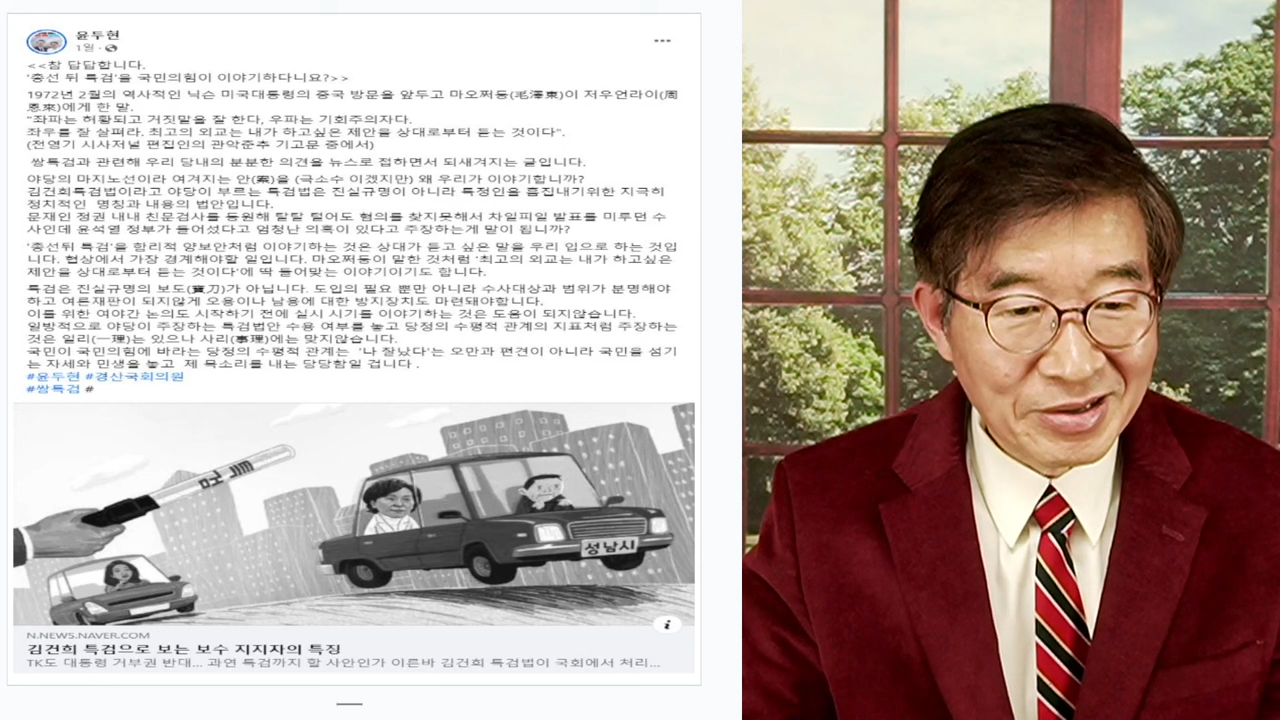 윤두현
1월 ·
<<참 답답합니다.
'총선 뒤 특검'을 국민의힘이 이야기하다니요?>>
1972년 2월의 역사적인 닉슨 미국대통령의 중국 방문을 앞두고 마오쩌둥(毛澤東)이 저우언라이(周
恩來)에게 한 말.
"좌파는 허황되고 거짓말을 잘 한다, 우파는 기회주의자다.
좌우를 잘 살펴라. 최고의 외교는 내가 하고싶은 제안을 상대로부터 듣는 것이다".
(전영기 시사저널 편집인의 관악춘추 기고문 중에서)
쌍특검과 관련해 우리 당내의 분분한 의견을 뉴스로 접하면서 되새겨지는 글입니다.
야당의 마지노선이라 여겨지는 안(案)을 (극소수 이겠지만) 왜 우리가 이야기합니까?
김건희특검법이라고 야당이 부르는 특검법은 진실규명이 아니라 특정인을 흠집내기위한 지극히
정치적인 명칭과 내용의 법안입니다.
문재인 정권 내내 친문검사를 동원해 탈탈 털어도 혐의를 찾지못해서 차일피일 발표를 미루던 수
사인데 윤석열 정부가 들어섰다고 엄청난 의혹이 있다고 주장하는게 말이 됩니까?
'총선뒤 특검'을 합리적 양보안처럼 이야기하는 것은 상대가 듣고 싶은 말을 우리 입으로 하는 것입
니다. 협상에서 가장 경계해야할 일입니다. 마오쩌둥이 말한 것처럼 '최고의 외교는 내가 하고싶은
제안을 상대로부터 듣는 것이다'에 딱 들어맞는 이야기이기도 합니다.
특검은 진실규명의 보도(寶刀)가 아닙니다. 도입의 필요 뿐만 아니라 수사대상과 범위가 분명해야
하고 여론재판이 되지않게 오용이나 남용에 대한 방지장치도 마련돼야합니다.
이를 위한 여야간 논의도 시작하기 전에 실시 시기를 이야기하는 것은 도움이 되지않습니다.
일방적으로 야당이 주장하는 특검법안 수용 여부를 놓고 당정의 수평적 관계의 지표처럼 주장하는
것은 일리(一理)는 있으나 사리(事理)에는 맞지않습니다.
국민이 국민의힘에 바라는 당정의 수평적 관계는 '나 잘났다'는 오만과 편견이 아니라 국민을 섬기
는 자세와 민생을 놓고 제 목소리를 내는 당당함일 겁니다 .
#윤두현 #경산국회의원
#쌍특검 #
특검
성남시
N.NEWS.NAVER.COM
김건희 특검으로 보는 보수 지지자의 특징
TK도 대통령 거부권 반대... 과연 특검까지 할 사안인가 이른바 김건희 특검법이 국회에서 처리...